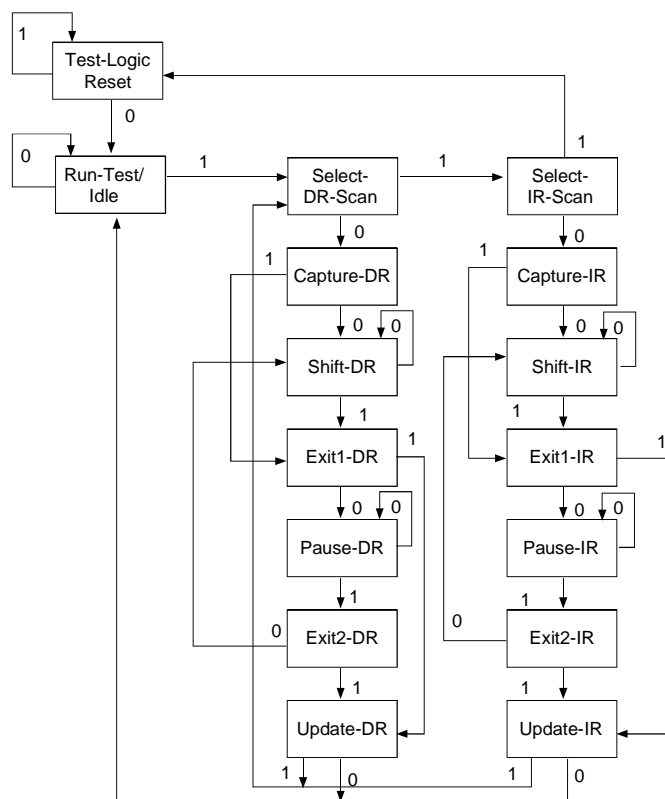 1
Test-Logic
Reset
0
1
0
Run-Test/
Idle
1
Select-
DR-Scan
1
Select-
IR-Scan
0
0
1
Capture-DR
1
Capture-IR
0
0
0
0
Shift-DR
Shift-IR
1
1
1
1
Exit1-DR
Exit1-IR
0
0
0
0
Pause-DR
Pause-IR
1
1
0
Exit2-DR
0
Exit2-IR
1
1
Update-DR
Update-IR
1
0
1
0